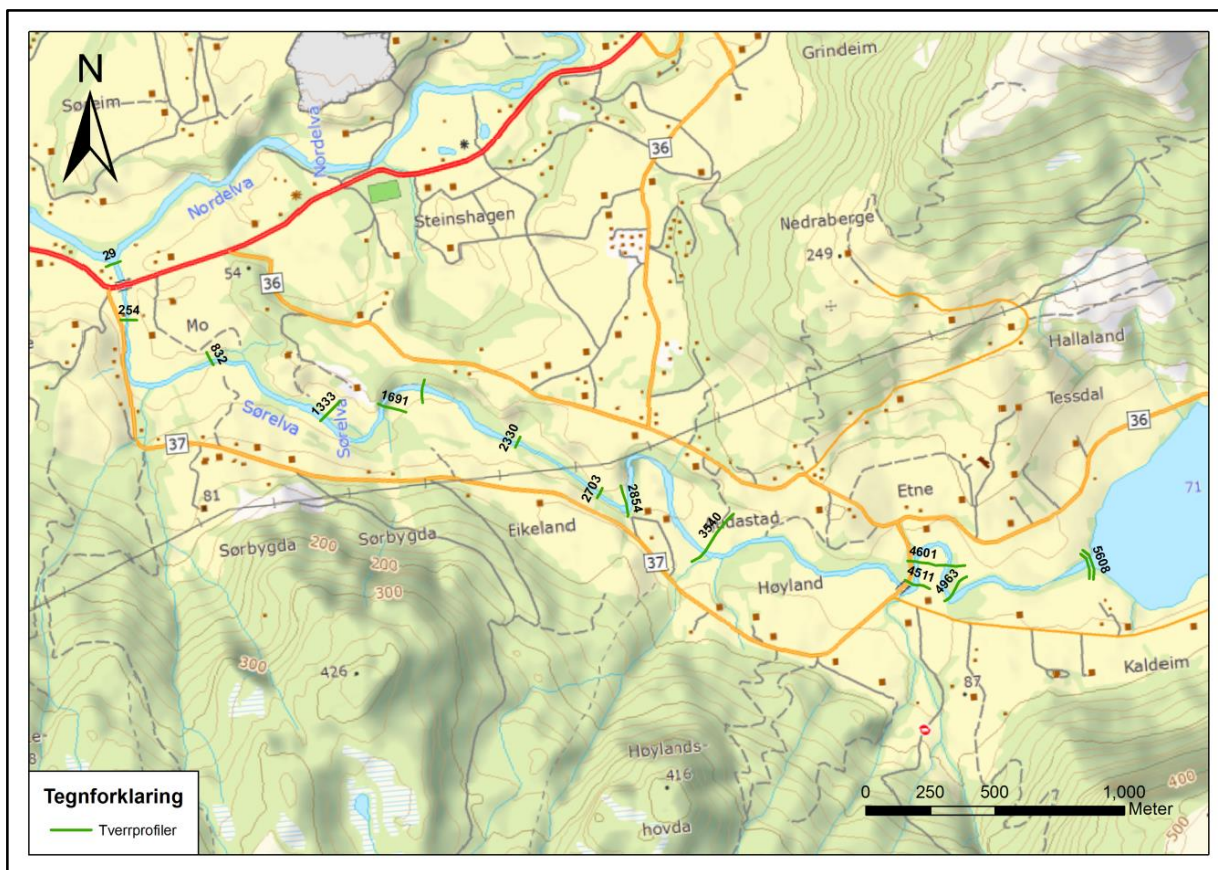 N
Grindeim
Søreim
Nordelva
Nordelva
36
Steinshagen
Nedraberge
249
29
54
36
254
Mo
832
Hallaland
Tessdal
1333
1691
Sørelva
Sørelva
36
2330
37
71
81
2703
2854
Etne
3540
Eikeland
Sørbygda
200
Sørbygda
200
300
37
4601
4511
4963
5608
Høyland
300
426
87
Kaldeim
Høylands-
416
hovda
400
500
Tegnforklaring
Tverrprofiler
0 250 500 1,000
Meter